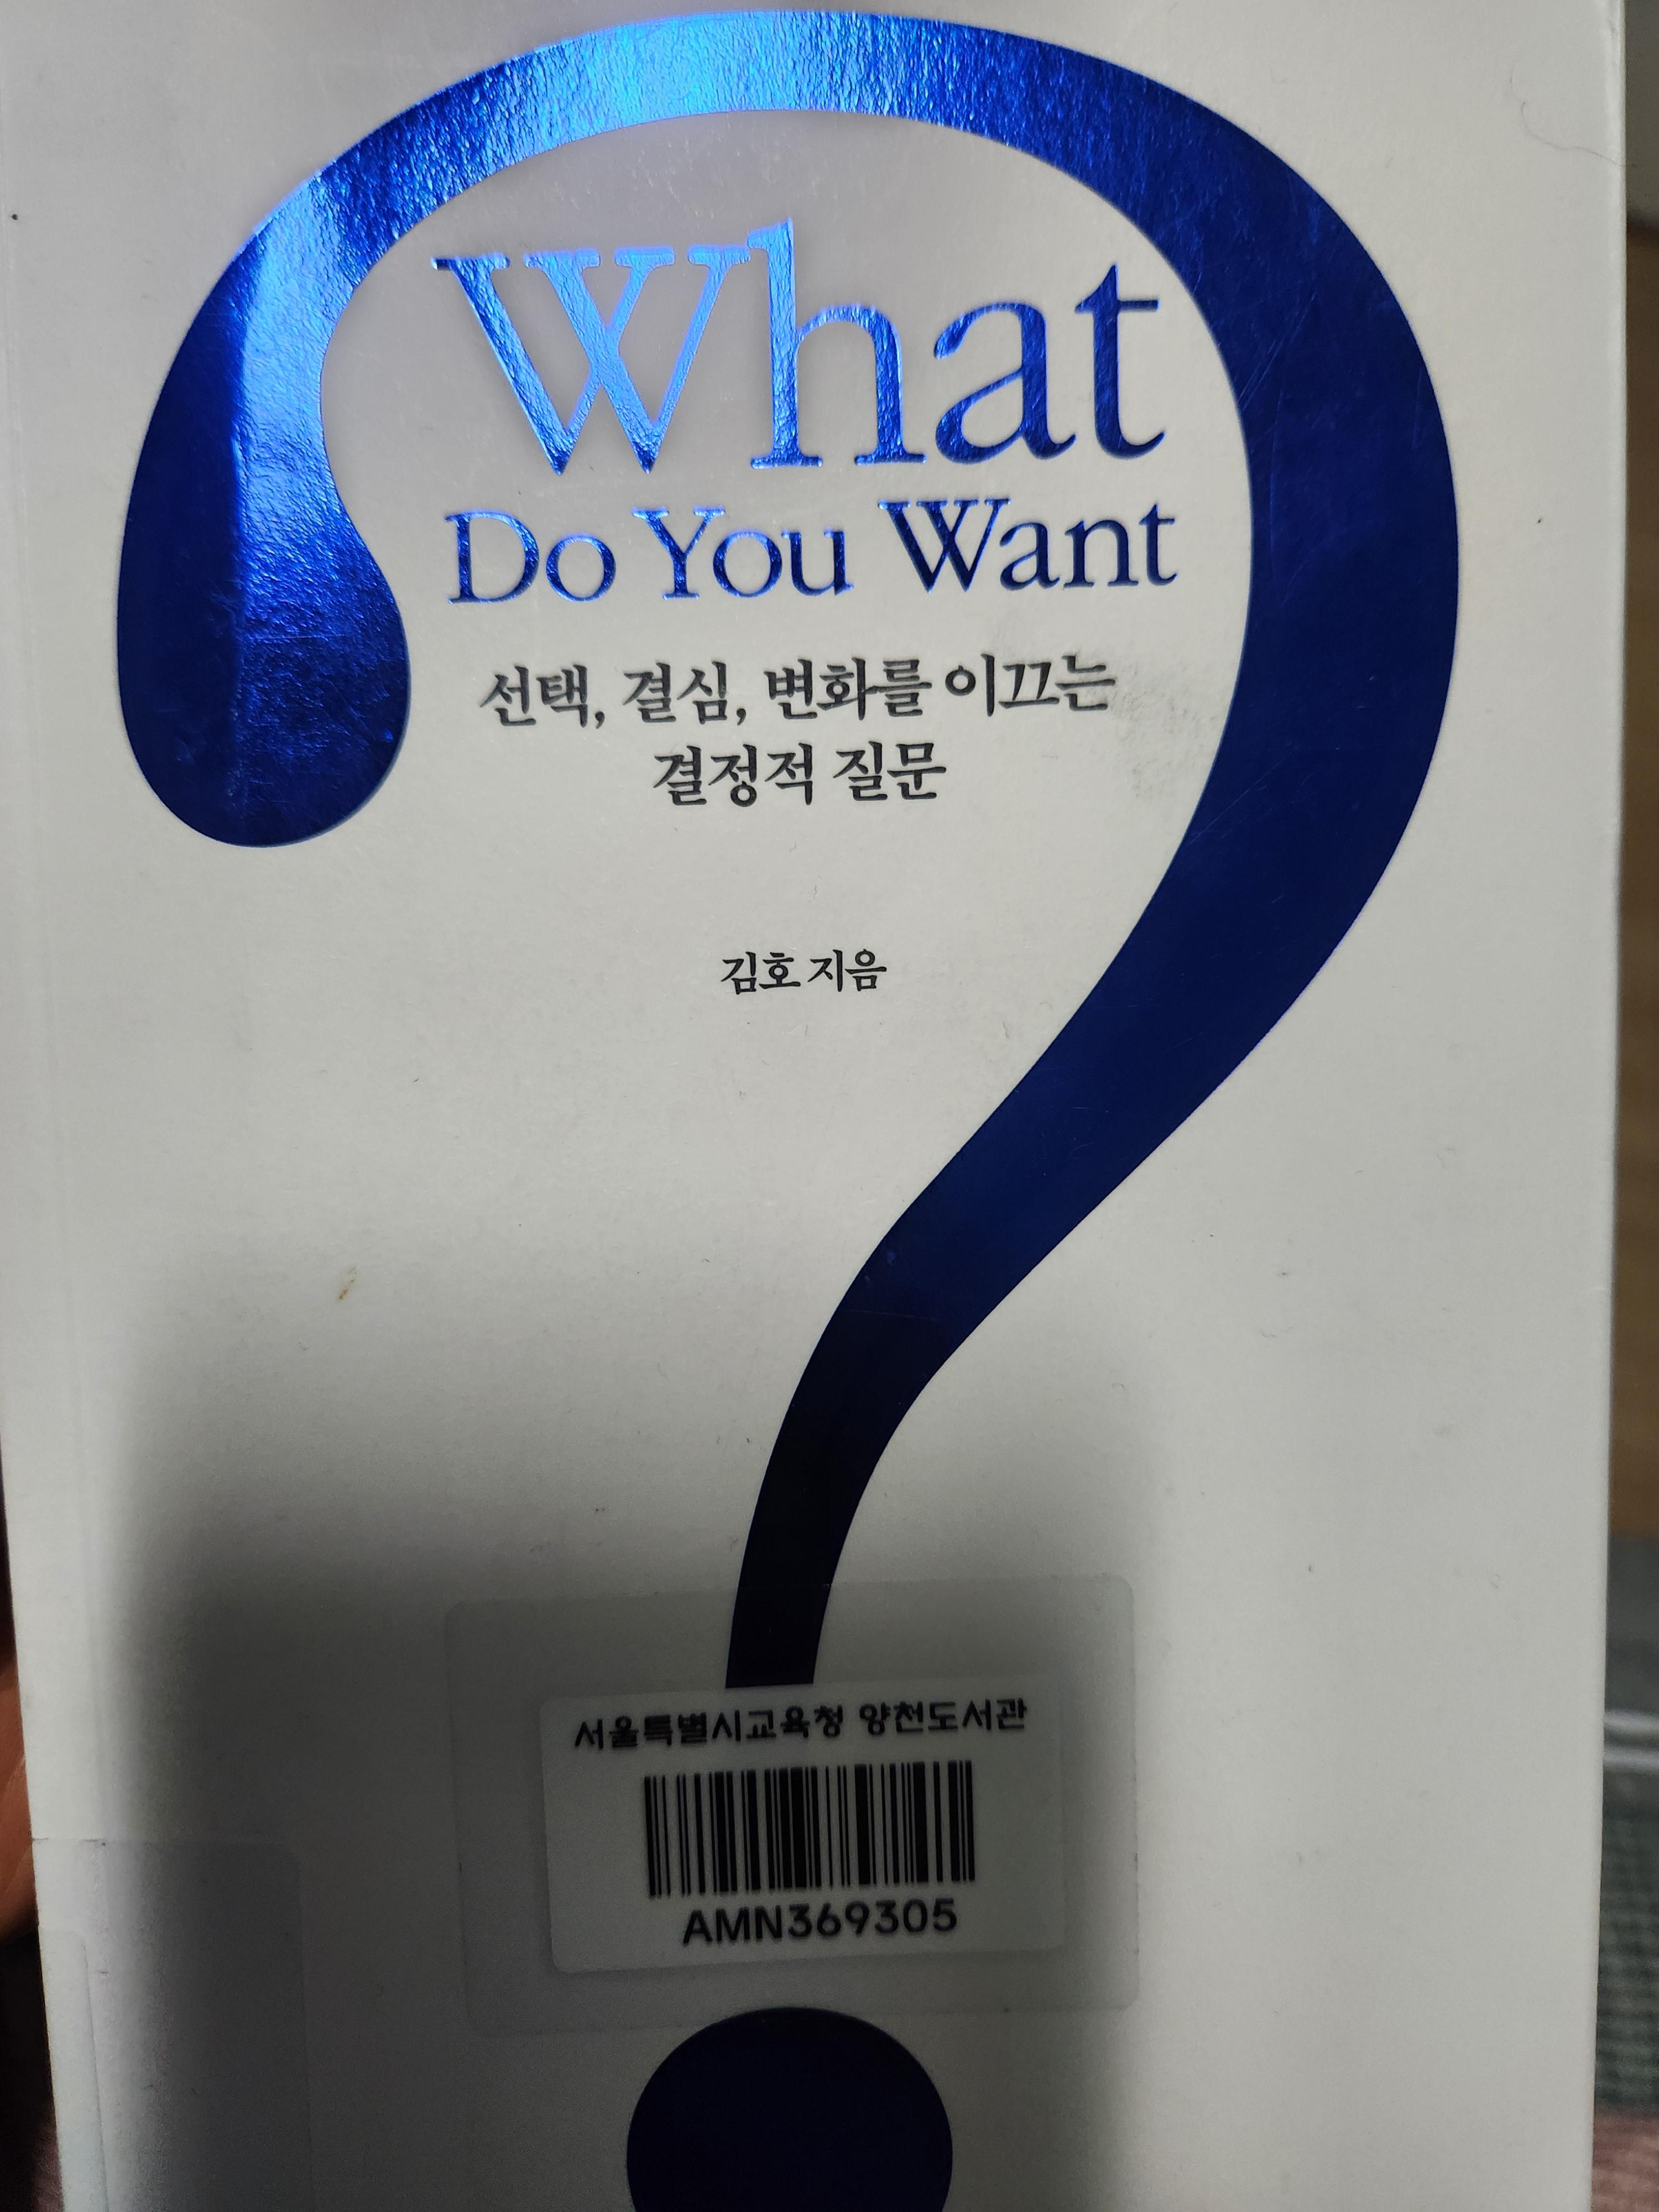 What
Do You Want
선택, 결심, 변화를 이끄는
결정적 질문
김호 지음
서울특별시교육청 양천도서관
AMN369305